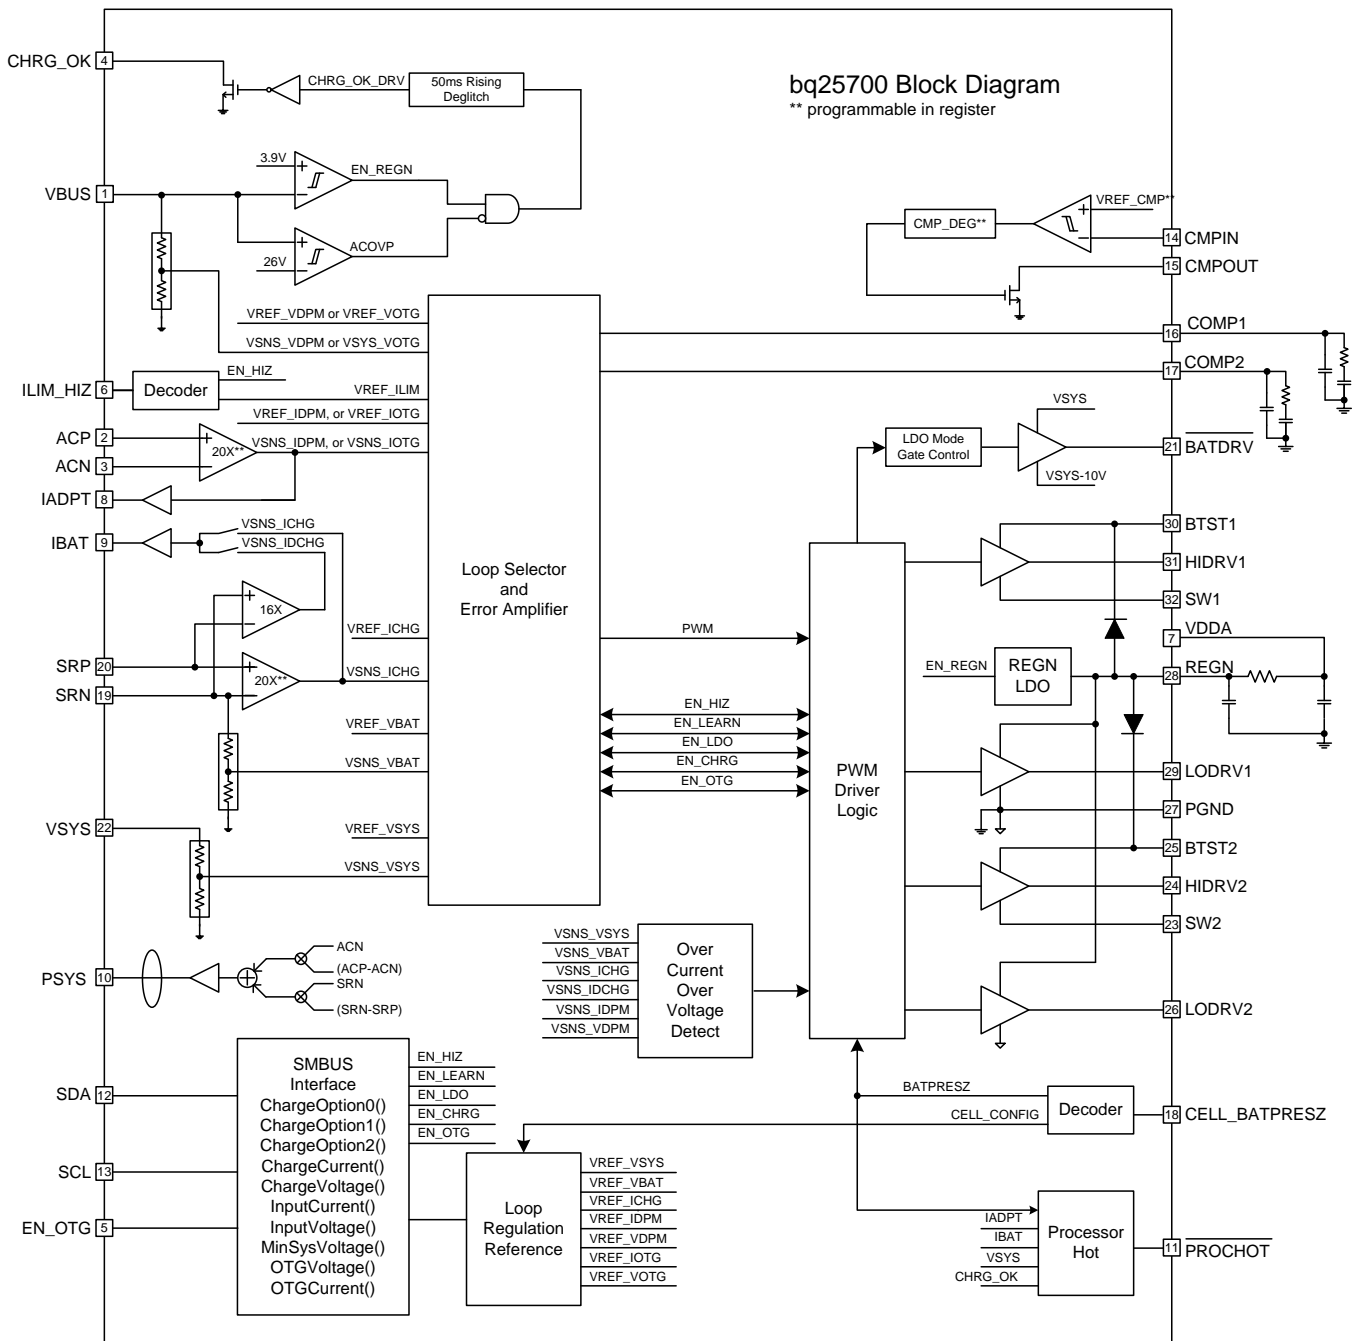 bq25700 Block Diagram
** programmable in register
CHRG_OK
4
CHRG_OK_DRV
50ms Rising
Deglitch
3.9V
EN_REGN
VBUS
1
26V
ACOVP
VREF_CMP**
CMP_DEG**
14
CMPIN
15
CMPOUT
VREF_VDPM or VREF_VOTG
VSNS_VDPM or VSYS_VOTG
16
COMP1
17
COMP2
ILIM_HIZ
6
Decoder
EN_HIZ
VREF_ILIM
VREF_IDPM, or VREF_IOTG
ACP
2
ACN
3
20X**
VSNS_IDPM, or VSNS_IOTG
IADPT
8
VSYS
LDO Mode
Gate Control
VSYS-10V
21
BATDRV
IBAT
9
VSNS_ICHG
VSNS_IDCHG
Loop Selector
and
Error Amplifier
16X
VREF_ICHG
SRP
20
SRN
19
20X**
VSNS_ICHG
VREF_VBAT
VSNS_VBAT
VSYS
22
VREF_VSYS
VSNS_VSYS
PWM
EN_HIZ
EN_LEARN
EN_LDO
EN_CHRG
EN_OTG
PWM
Driver
Logic
30
BTST1
31
HIDRV1
32
SW1
7
VDDA
EN_REGN
REGN
LDO
28
REGN
29
LODRV1
27
PGND
25
BTST2
24
HIDRV2
23
SW2
26
LODRV2
PSYS
10
ACN
(ACP-ACN)
SRN
(SRN-SRP)
VSNS_VSYS
VSNS_VBAT
VSNS_ICHG
VSNS_IDCHG
VSNS_IDPM
VSNS_VDPM
Over
Current
Over
Voltage
Detect
SDA
12
SCL
13
EN_OTG
5
SMBUS
Interface
ChargeOption0()
ChargeOption1()
ChargeOption2()
ChargeCurrent()
ChargeVoltage()
InputCurrent()
InputVoltage()
MinSysVoltage()
OTGVoltage()
OTGCurrent()
EN_HIZ
EN_LEARN
EN_LDO
EN_CHRG
EN_OTG
Loop
Regulation
Reference
VREF_VSYS
VREF_VBAT
VREF_ICHG
VREF_IDPM
VREF_VDPM
VREF_IOTG
VREF_VOTG
BATPRESZ
CELL_CONFIG
Decoder
18
CELL_BATPRESZ
IADPT
IBAT
VSYS
CHRG_OK
Processor
Hot
11
PROCHOT